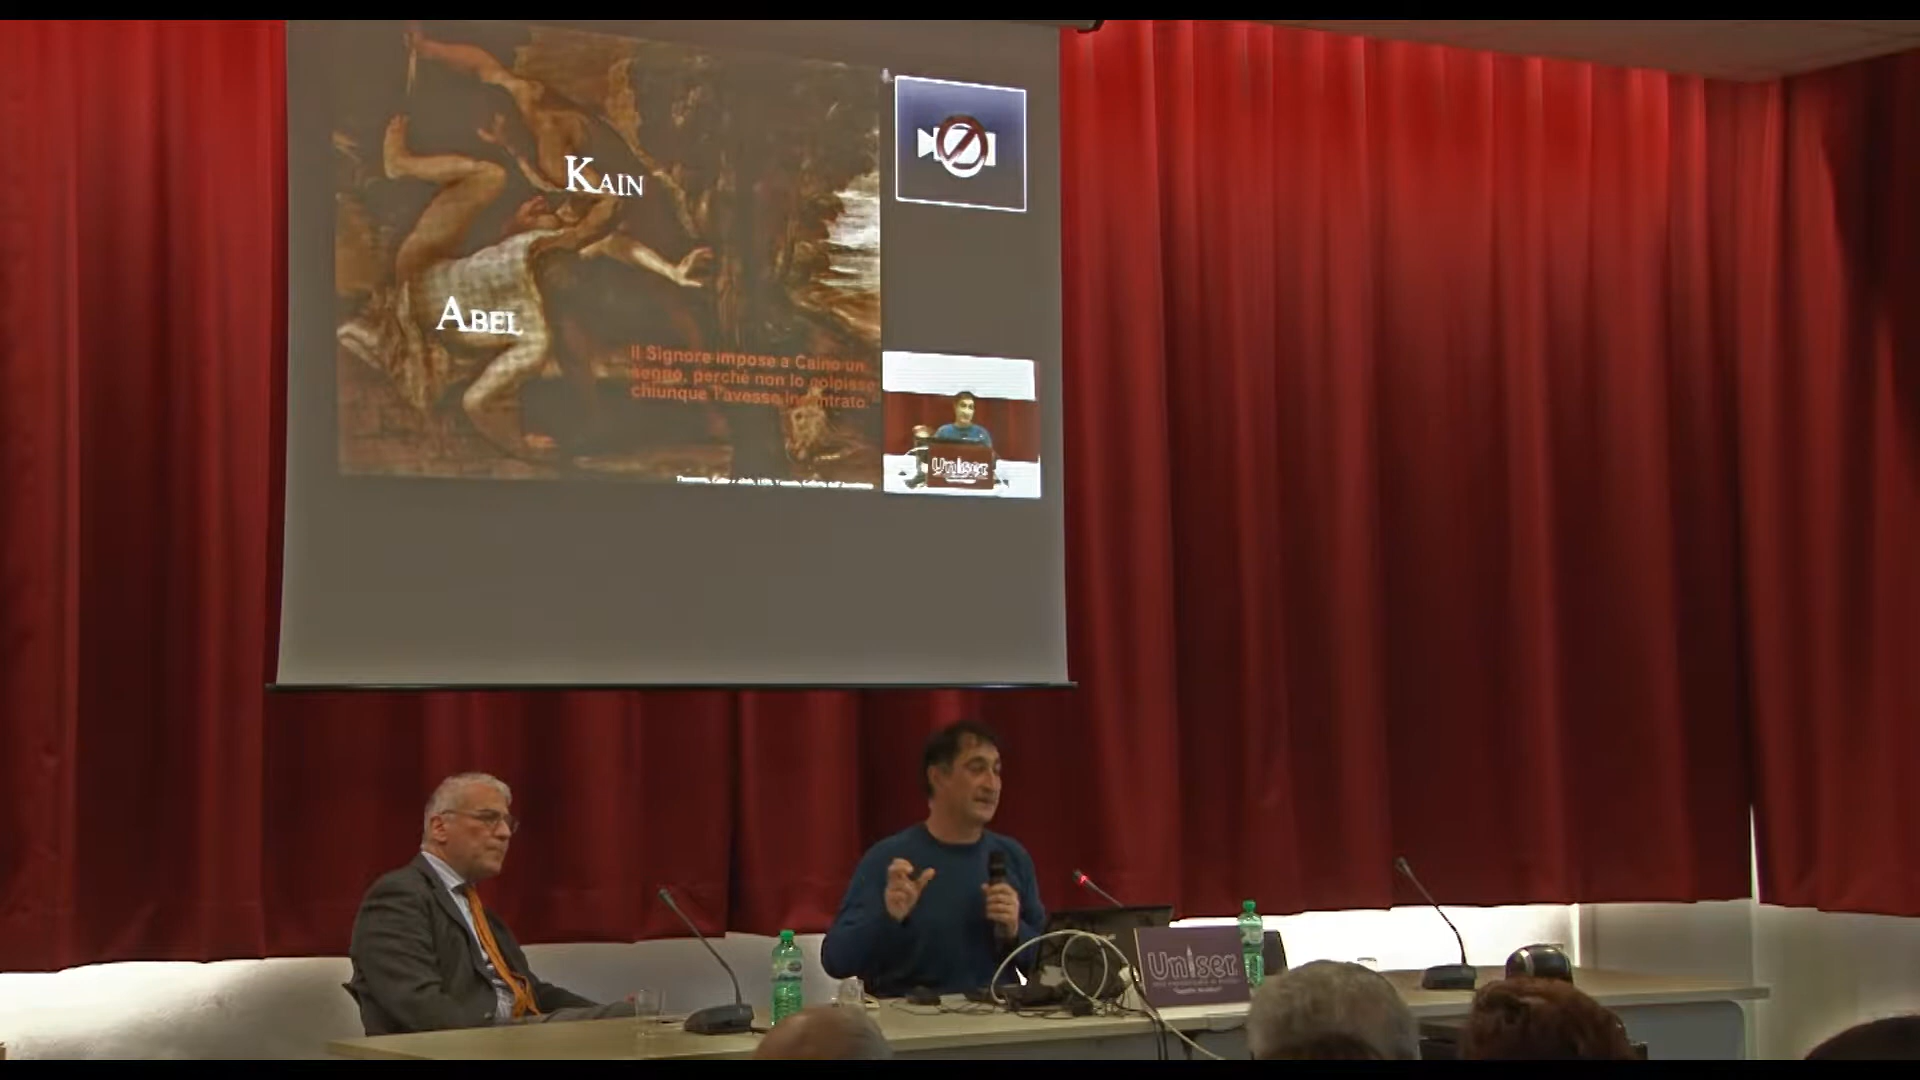 KAIN
ABEL
Il Signore impose a Caino un
segno, perché non lo colpisse
chiunque l'avesse incontrato.
Uniser
Uniser